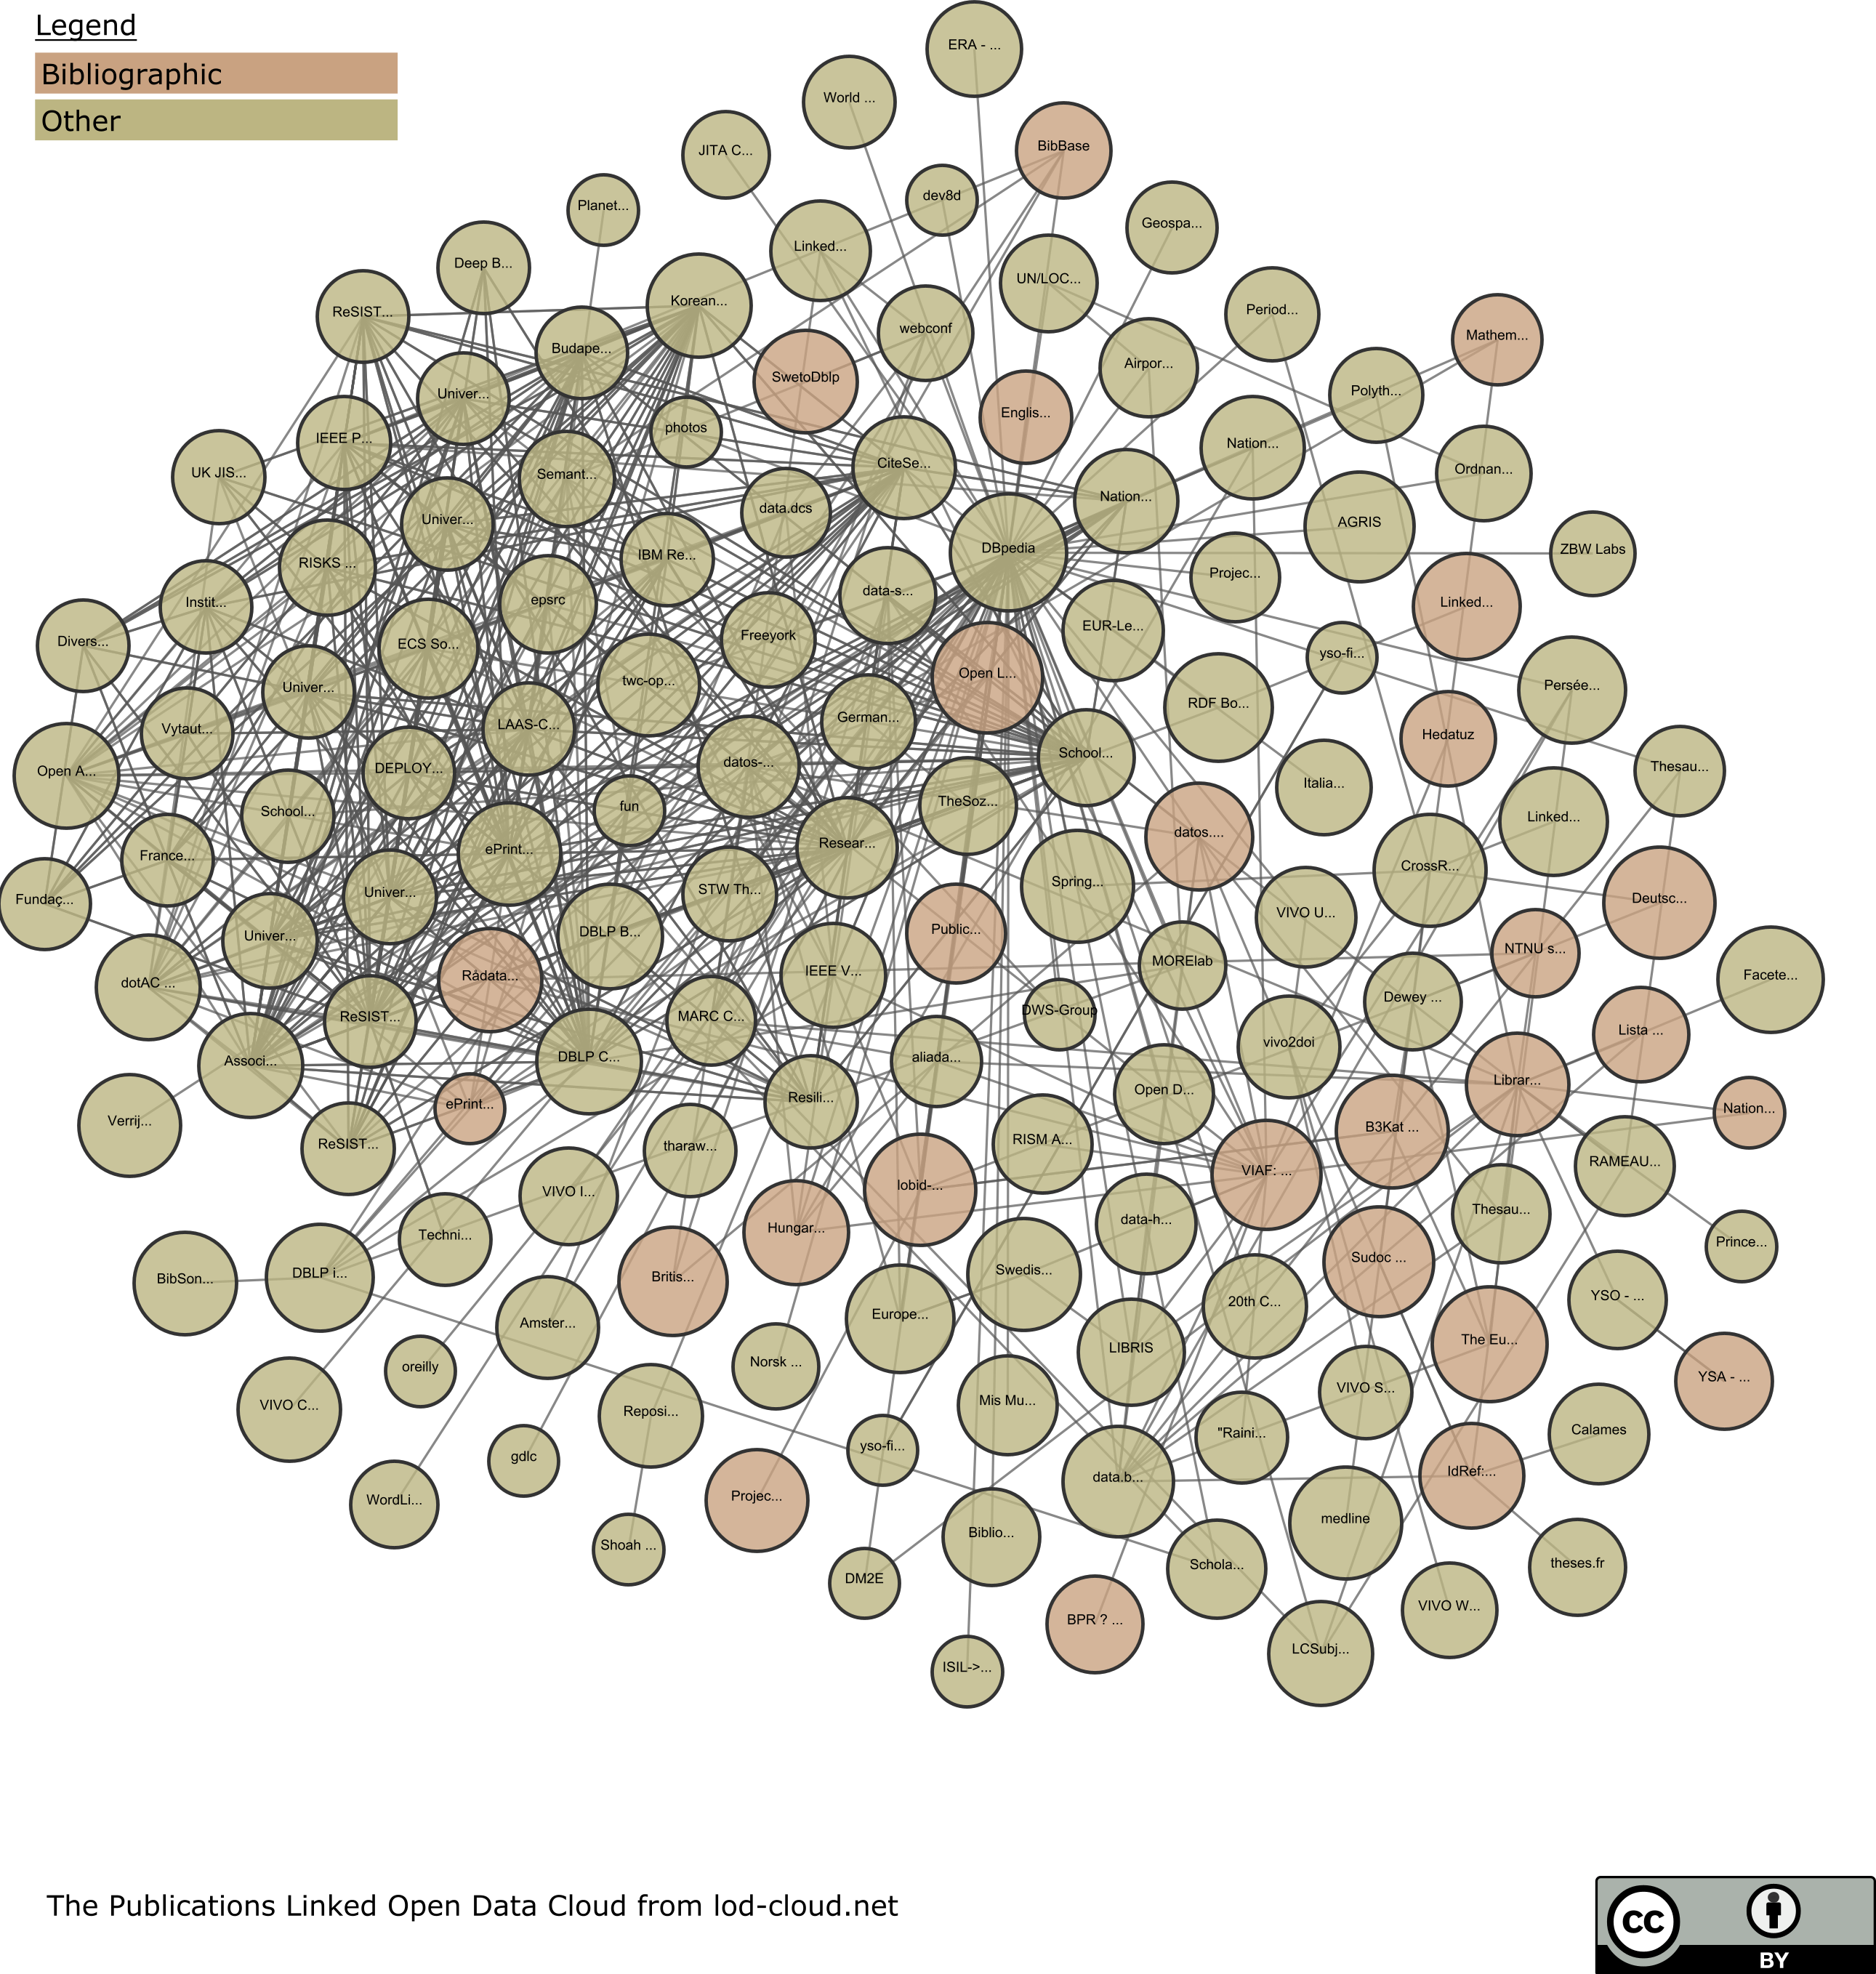 Legend
Bibliographic
Other
ERA - ...
World ...
BibBase
JITA C...
dev8d
Planet...
Geospa...
Linked...
Deep B...
UN/LOC...
Korean...
ReSIST...
Period...
webconf
Mathem...
Budape...
Airpor...
SwetoDblp
Univer...
Polyth...
Englis...
photos
IEEE P...
Nation...
CiteSe...
Ordnan...
UK JIS...
Semant...
Nation...
data.dcs
Univer...
AGRIS
DBpedia
ZBW Labs
IBM Re...
RISKS ...
Projec...
data-s...
epsrc
Instit...
Linked...
EUR-Le...
Freeyork
Divers...
ECS So...
yso-fi...
Open L...
twc-op...
Univer...
Persée...
RDF Bo...
German...
LAAS-C...
Vytaut...
Hedatuz
School...
datos-...
DEPLOY...
Open A...
Thesau...
Italia...
TheSoz...
fun
School...
Linked...
datos....
Resear...
ePrint...
France...
CrossR...
Spring...
STW Th...
Univer...
Fundaç...
Deutsc...
VIVO U...
Public...
DBLP B...
Univer...
NTNU s...
MORElab
IEEE V...
Rådata...
Facete...
dotAC ...
Dewey ...
DWS-Group
MARC C...
ReSIST...
Lista ...
vivo2doi
aliada...
DBLP C...
Associ...
Librar...
Open D...
Resili...
ePrint...
Nation...
Verrij...
B3Kat ...
RISM A...
tharaw...
ReSIST...
RAMEAU...
VIAF: ...
lobid-...
VIVO I...
Thesau...
data-h...
Hungar...
Techni...
Prince...
Sudoc ...
Swedis...
DBLP i...
BibSon...
Britis...
YSO - ...
20th C...
Europe...
Amster...
The Eu...
LIBRIS
Norsk ...
oreilly
YSA - ...
VIVO S...
Mis Mu...
VIVO C...
Reposi...
Calames
"Raini...
yso-fi...
gdlc
IdRef:...
data.b...
Projec...
WordLi...
medline
Biblio...
Shoah ...
theses.fr
Schola...
DM2E
VIVO W...
BPR ? ...
LCSubj...
ISIL->...
The Publications Linked Open Data Cloud from lod-cloud.net
cc
BY